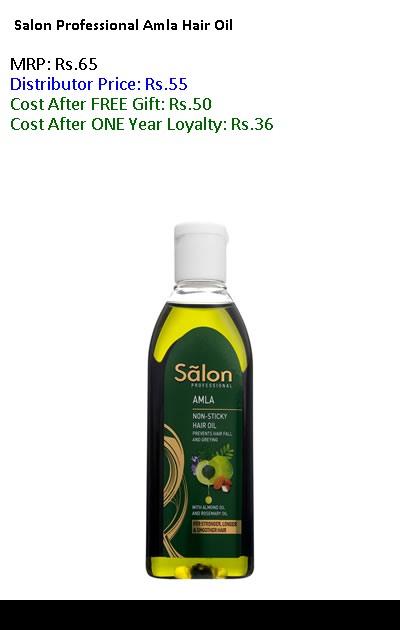 Salon Professional Amla Hair Oil
MRP: Rs.65
Distributor Price: Rs.55
Cost After FREE Gift: Rs.50
Cost After ONE Year Loyalty: Rs.36
Sãlon
PROFESSIONAL
AMLA
NON-STICKY
HAIR OIL
PREVENTS HAIR FALL
AND GREYING
WITH ALMOND OIL
AND ROSEMARY OIL
FOR STRONGER, LONGER
& SMOOTHER HAIR